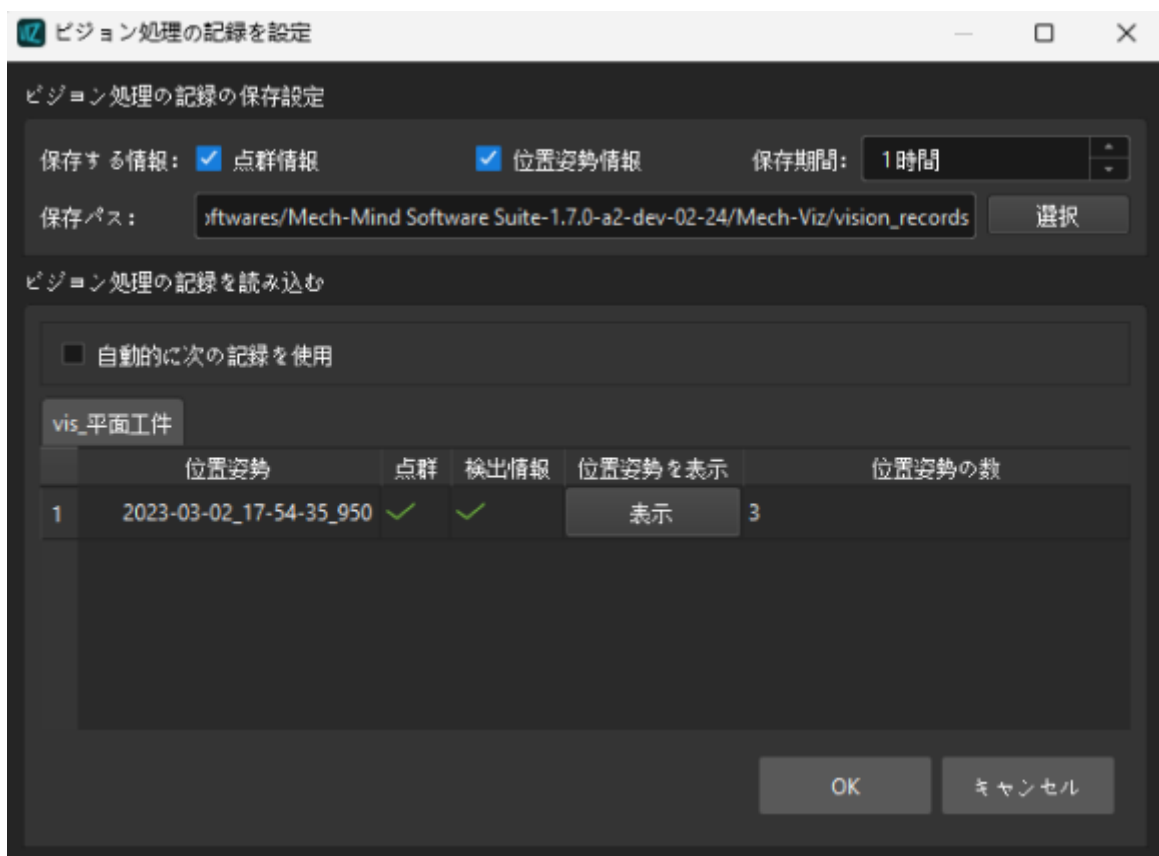 ビジョン処理の記録を設定
ビジョン処理の記録の保存設定
保存する情報: 点群情報 位置姿勢情報 保存期間: 1時間
保存パス: oftwares/Mech-Mind Software Suite-1.7.0-a2-dev-02-24/Mech-Viz/vision_records 選択
ビジョン処理の記録を読み込む
自動的に次の記録を使用
vis_平面工件
位置姿勢 点群 検出情報 位置姿勢を表示 位置姿勢の数
1 2023-03-02_17-54-35_950 表示 3
OK キャンセル